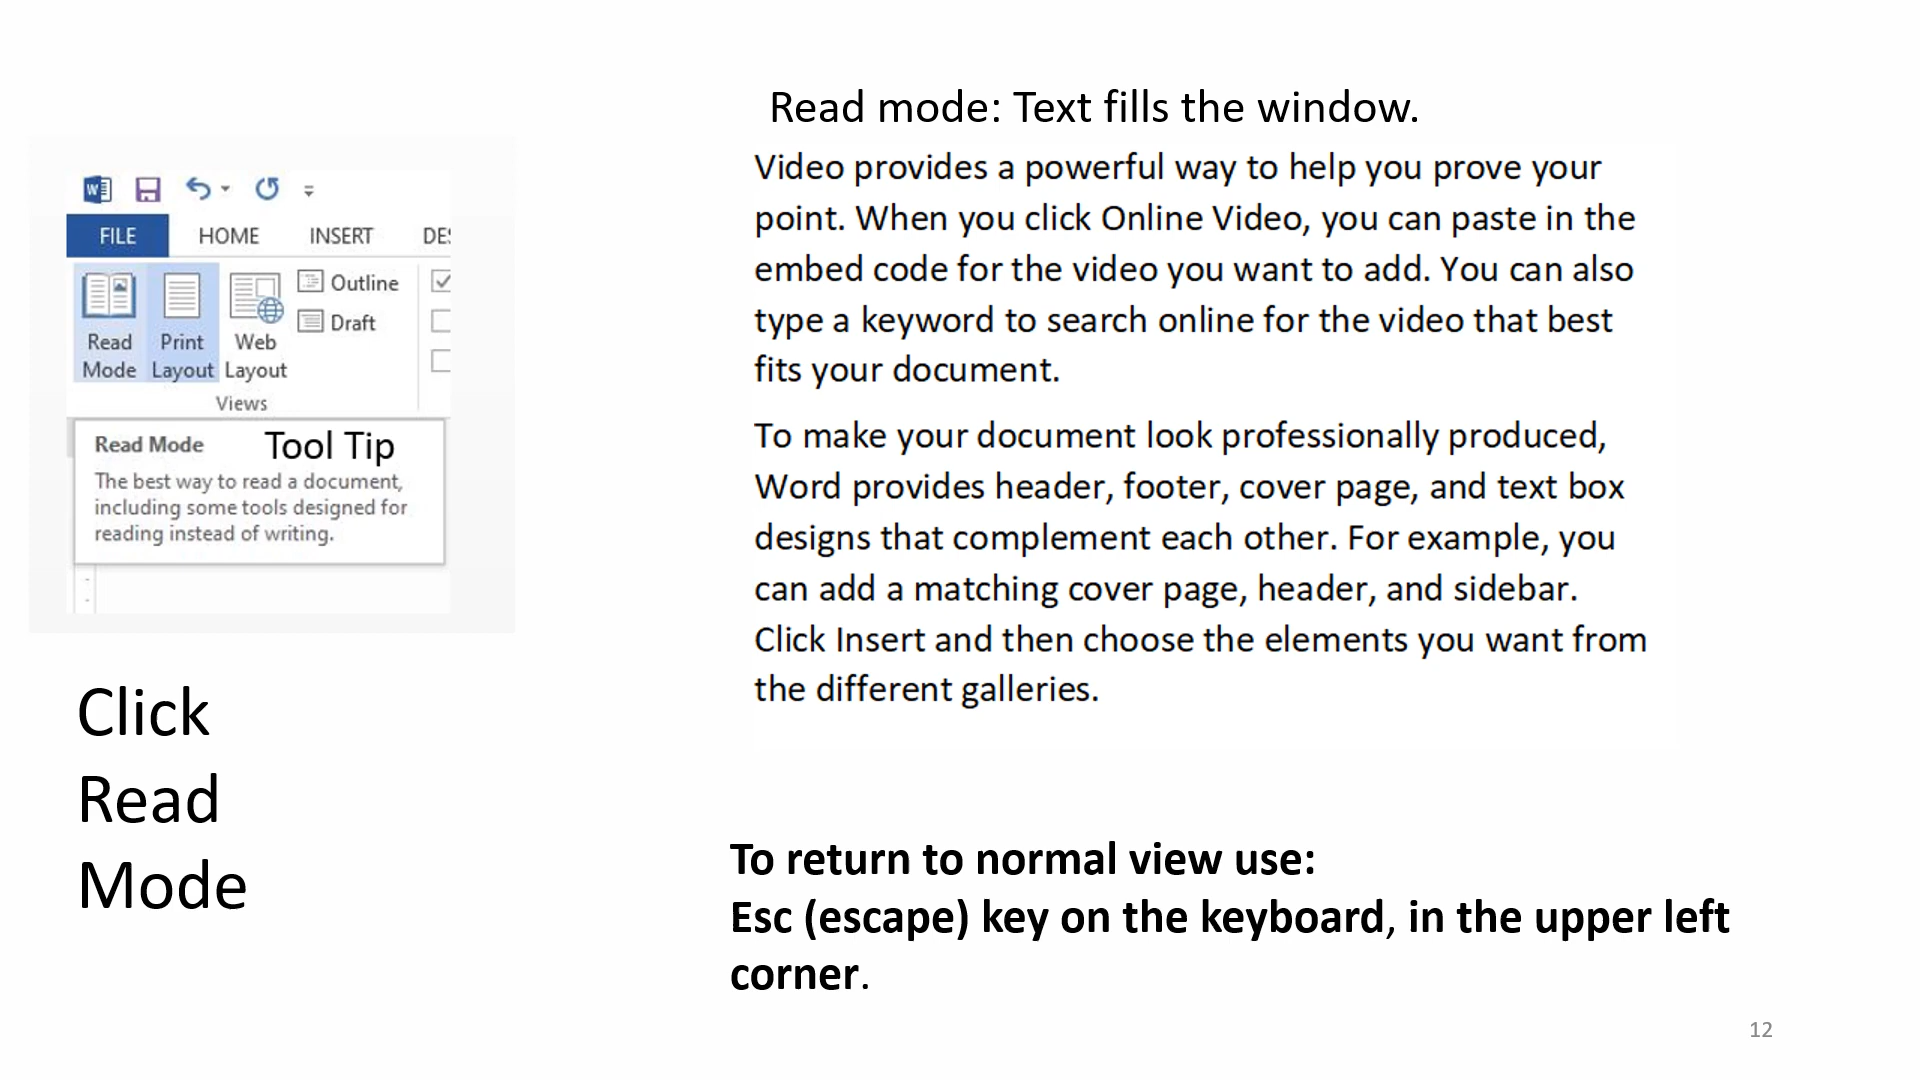 FILE HOME INSERT
Outline
Draft
Read Print Web
Mode Layout Layout
Views
Read Mode Tool Tip
The best way to read a document,
including some tools designed for
reading instead of writing.
Click
Read
Mode
Read mode: Text fills the window.
Video provides a powerful way to help you prove your
point. When you click Online Video, you can paste in the
embed code for the video you want to add. You can also
type a keyword to search online for the video that best
fits your document.
To make your document look professionally produced,
Word provides header, footer, cover page, and text box
designs that complement each other. For example, you
can add a matching cover page, header, and sidebar.
Click Insert and then choose the elements you want from
the different galleries.
To return to normal view use:
Esc (escape) key on the keyboard, in the upper left
corner.
12